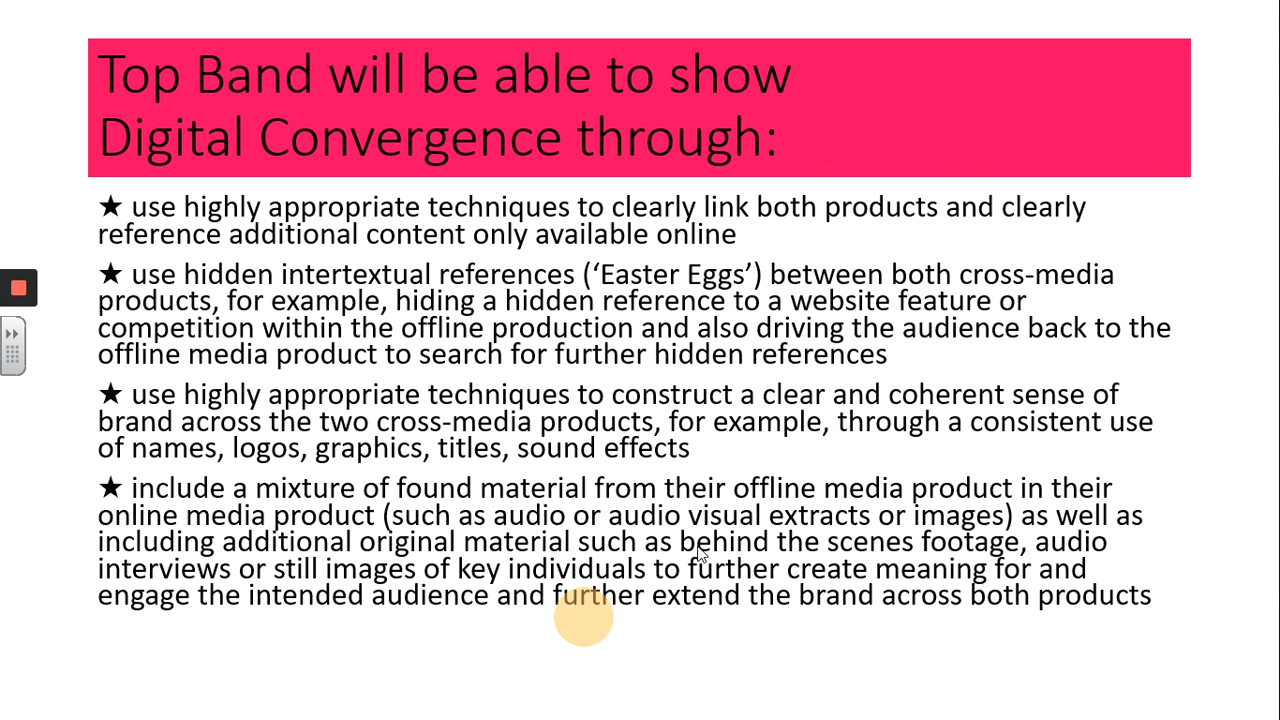 Top Band will be able to show
Digital Convergence through:
★ use highly appropriate techniques to clearly link both products and clearly
reference additional content only available online
★ use hidden intertextual references (‘Easter Eggs’) between both cross-media
products, for example, hiding a hidden reference to a website feature or
competition within the offline production and also driving the audience back to the
offline media product to search for further hidden references
★ use highly appropriate techniques to construct a clear and coherent sense of
brand across the two cross-media products, for example, through a consistent use
of names, logos, graphics, titles, sound effects
★ include a mixture of found material from their offline media product in their
online media product (such as audio or audio visual extracts or images) as well as
including additional original material such as behind the scenes footage, audio
interviews or still images of key individuals to further create meaning for and
engage the intended audience and further extend the brand across both products